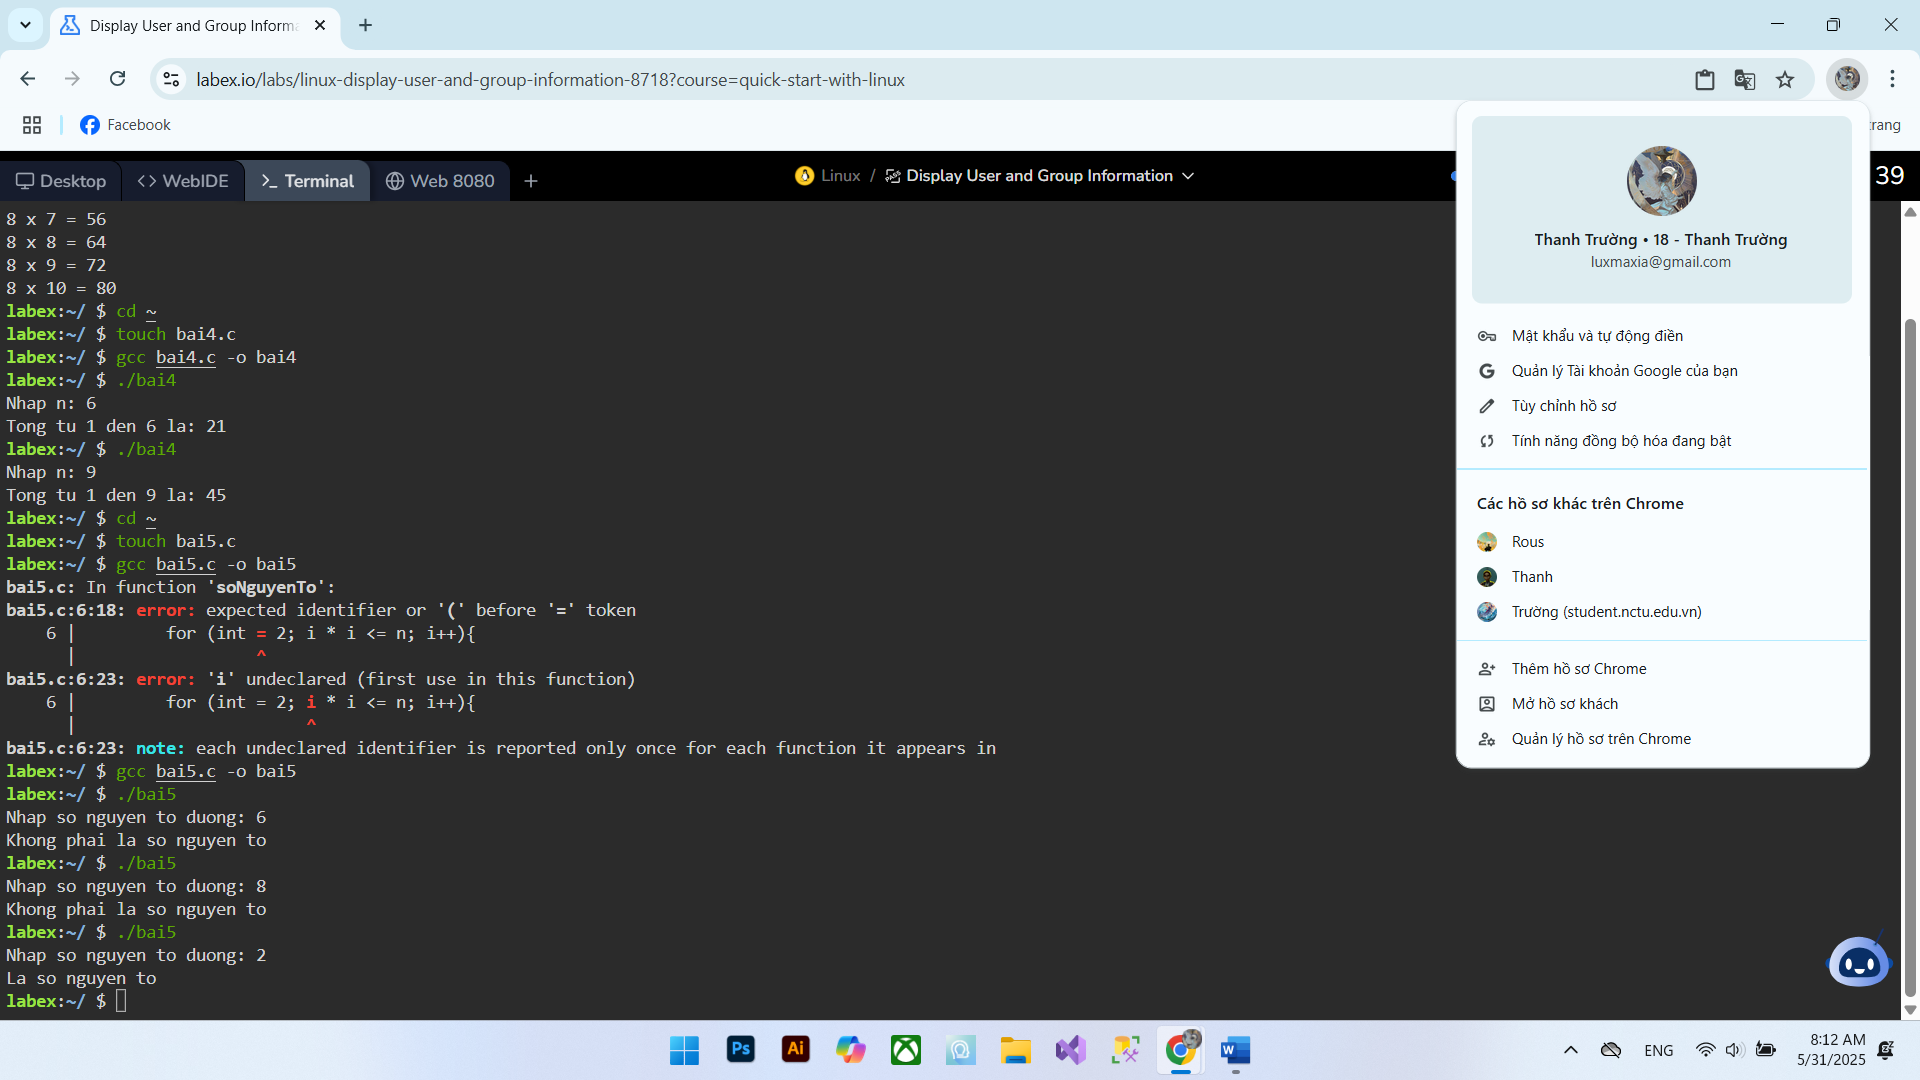 Display User and Group Informa
labex.io/labs/linux-display-user-and-group-information-8718?course=quick-start-with-linux
Facebook
trang
Desktop
WebIDE
Terminal
Web 8080
Linux / Display User and Group Information
39
8 x 7 = 56
8 x 8 = 64
8 x 9 = 72
8 x 10 = 80
labex:~/ $ cd ~
labex:~/ $ touch bai4.c
labex:~/ $ gcc bai4.c -o bai4
labex:~/ $ ./bai4
Nhap n: 6
Tong tu 1 den 6 la: 21
labex:~/ $ ./bai4
Nhap n: 9
Tong tu 1 den 9 la: 45
labex:~/ $ cd ~
labex:~/ $ touch bai5.c
labex:~/ $ gcc bai5.c -o bai5
bai5.c: In function 'soNguyenTo':
bai5.c:6:18: error: expected identifier or '(' before '=' token
6 |         for (int = 2; i * i <= n; i++){
|                  ^
bai5.c:6:23: error: 'i' undeclared (first use in this function)
6 |         for (int = 2; i * i <= n; i++){
|                       ^
bai5.c:6:23: note: each undeclared identifier is reported only once for each function it appears in
labex:~/ $ gcc bai5.c -o bai5
labex:~/ $ ./bai5
Nhap so nguyen to duong: 6
Khong phai la so nguyen to
labex:~/ $ ./bai5
Nhap so nguyen to duong: 8
Khong phai la so nguyen to
labex:~/ $ ./bai5
Nhap so nguyen to duong: 2
La so nguyen to
labex:~/ $
Thanh Trường • 18 - Thanh Trường
luxmaxia@gmail.com
Mật khẩu và tự động điền
Quản lý Tài khoản Google của bạn
Tùy chỉnh hồ sơ
Tính năng đồng bộ hóa đang bật
Các hồ sơ khác trên Chrome
Rous
Thanh
Trường (student.nctu.edu.vn)
Thêm hồ sơ Chrome
Mở hồ sơ khách
Quản lý hồ sơ trên Chrome
Ps
Ai
W
ENG
8:12 AM
5/31/2025